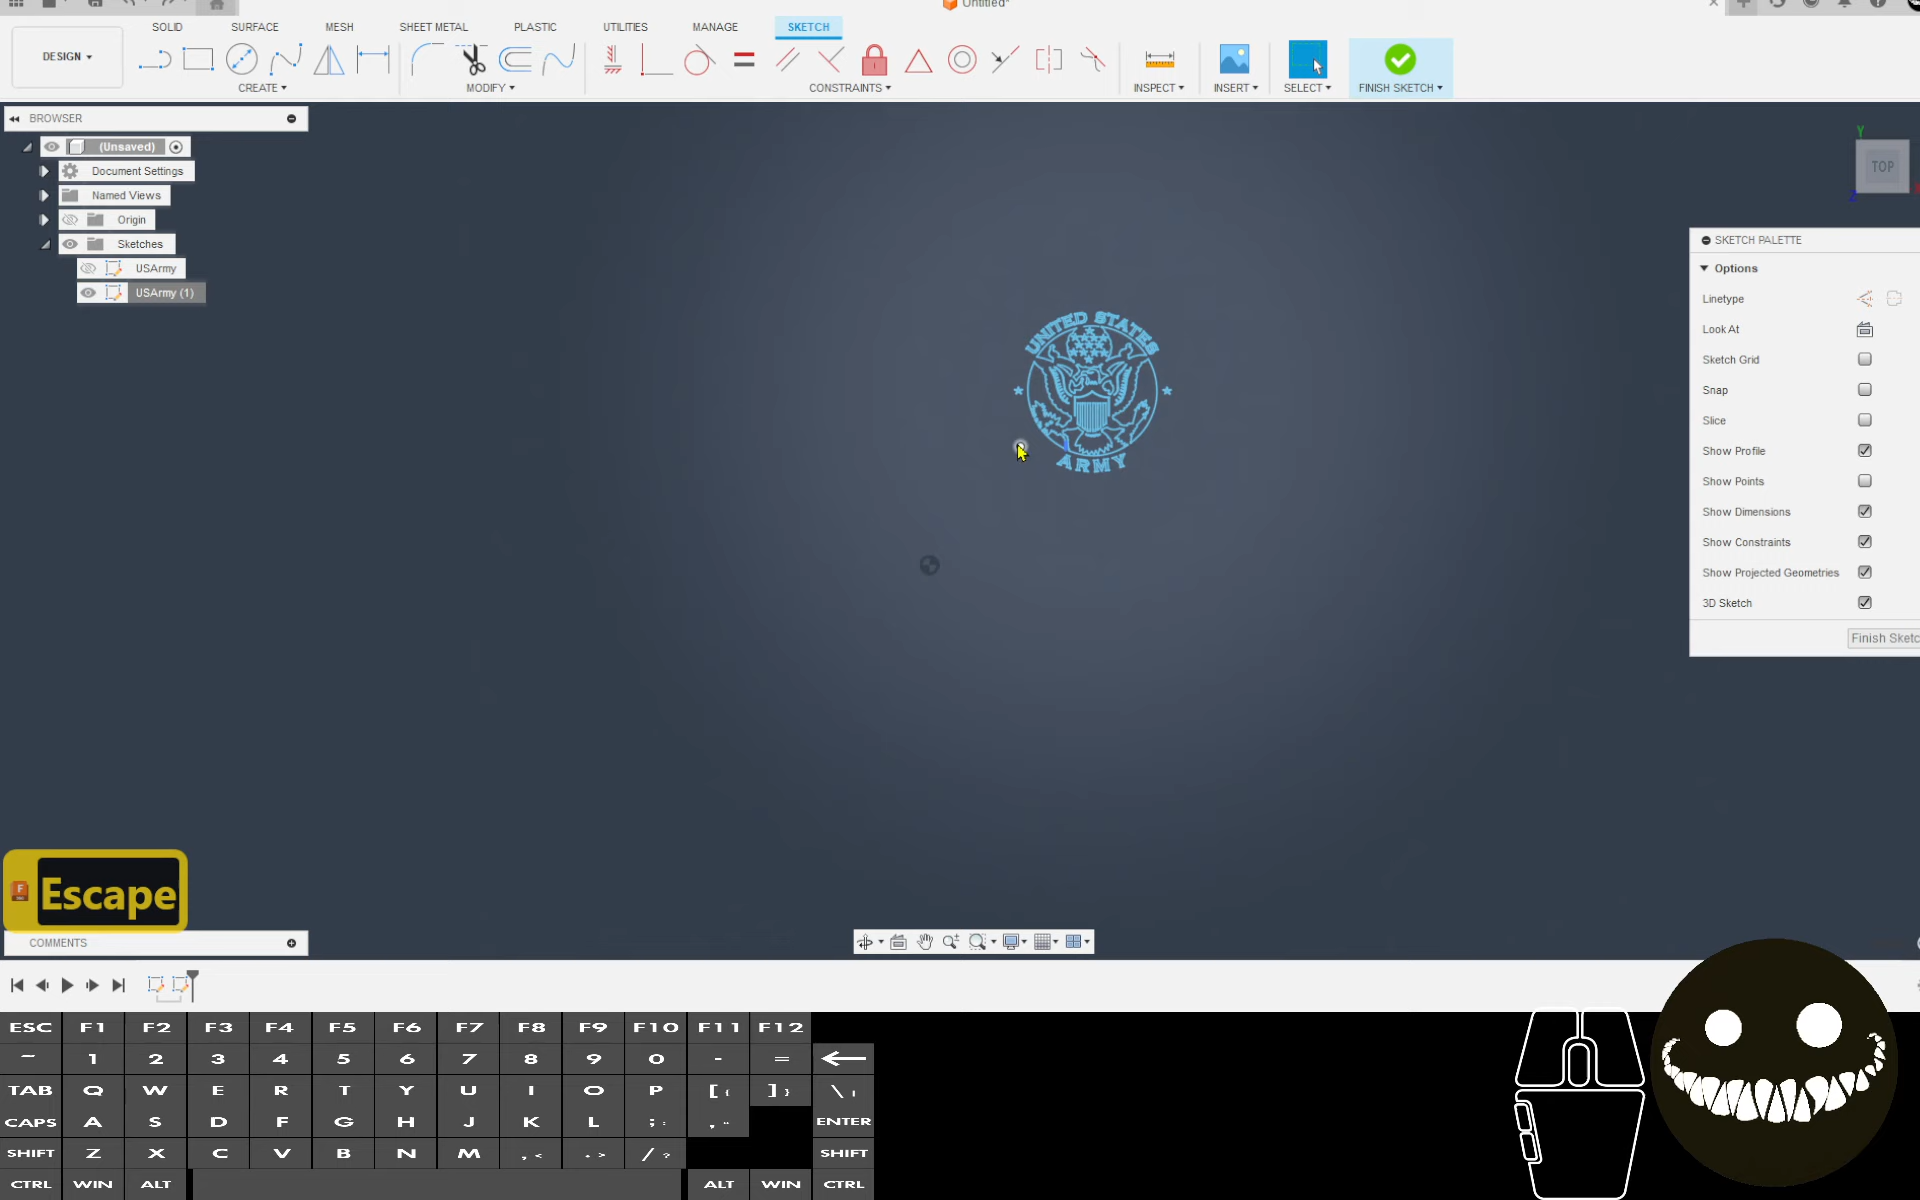 Untitled*
SOLID SURFACE MESH SHEET METAL PLASTIC UTILITIES MANAGE SKETCH
DESIGN
CREATE MODIFY CONSTRAINTS INSPECT INSERT SELECT FINISH SKETCH
BROWSER
(Unsaved)
Document Settings
Named Views
Origin
Sketches
USArmy
USArmy (1)
Y
TOP
Z
UNITED STATES
ARMY
SKETCH PALETTE
Options
Linetype
Look At
Sketch Grid
Snap
Slice
Show Profile
Show Points
Show Dimensions
Show Constraints
Show Projected Geometries
3D Sketch
Finish Sketc
F
Escape
COMMENTS
ESC F1 F2 F3 F4 F5 F6 F7 F8 F9 F10 F11 F12
~ 1 2 3 4 5 6 7 8 9 0 - =
TAB Q W E R T Y U I O P [{ ]} \|
CAPS A S D F G H J K L ;: ," ENTER
SHIFT Z X C V B N M ,< .> /? SHIFT
CTRL WIN ALT ALT WIN CTRL